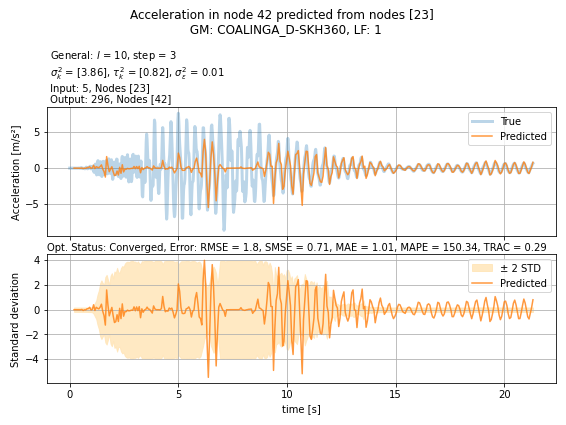 Acceleration in node 42 predicted from nodes [23]
GM: COALINGA_D-SKH360, LF: 1
General: l = 10, step = 3
σ²ₖ = [3.86], τ²ₖ = [0.82], σ²ε = 0.01
Input: 5, Nodes [23]
Output: 296, Nodes [42]
Acceleration [m/s²]
5
0
−5
True
Predicted
Opt. Status: Converged, Error: RMSE = 1.8, SMSE = 0.71, MAE = 1.01, MAPE = 150.34, TRAC = 0.29
Standard deviation
4
2
0
−2
−4
± 2 STD
Predicted
0 5 10 15 20
time [s]